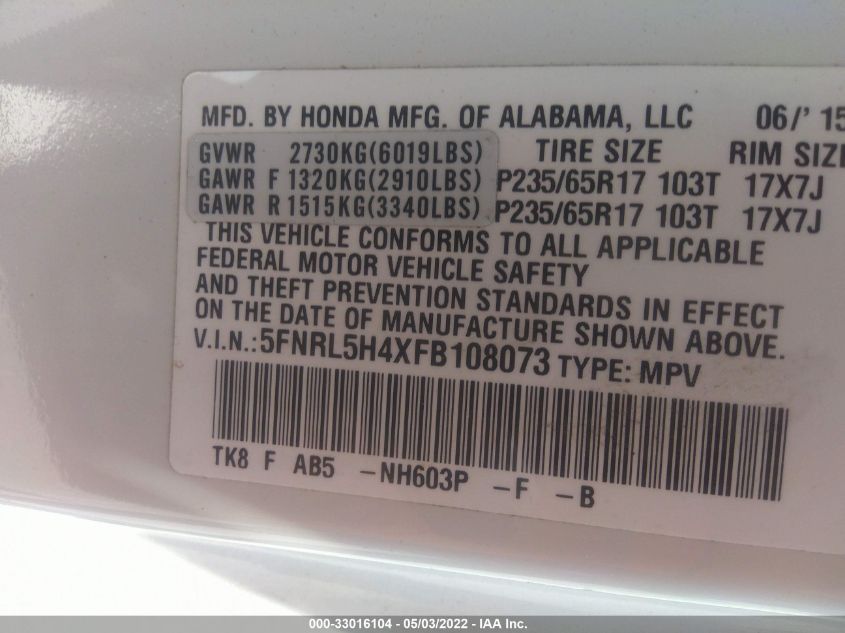 MFD. BY HONDA MFG. OF ALABAMA, LLC 06/' 15
GVWR 2730KG(6019LBS) TIRE SIZE RIM SIZE
GAWR F 1320KG(2910LBS) P235/65R17 103T 17X7J
GAWR R 1515KG(3340LBS) P235/65R17 103T 17X7J
THIS VEHICLE CONFORMS TO ALL APPLICABLE
FEDERAL MOTOR VEHICLE SAFETY
AND THEFT PREVENTION STANDARDS IN EFFECT
ON THE DATE OF MANUFACTURE SHOWN ABOVE.
V.I.N.:5FNRL5H4XFB108073 TYPE: MPV
TK8 F AB5 -NH603P -F -B
000-33016104 - 05/03/2022 - IAA Inc.